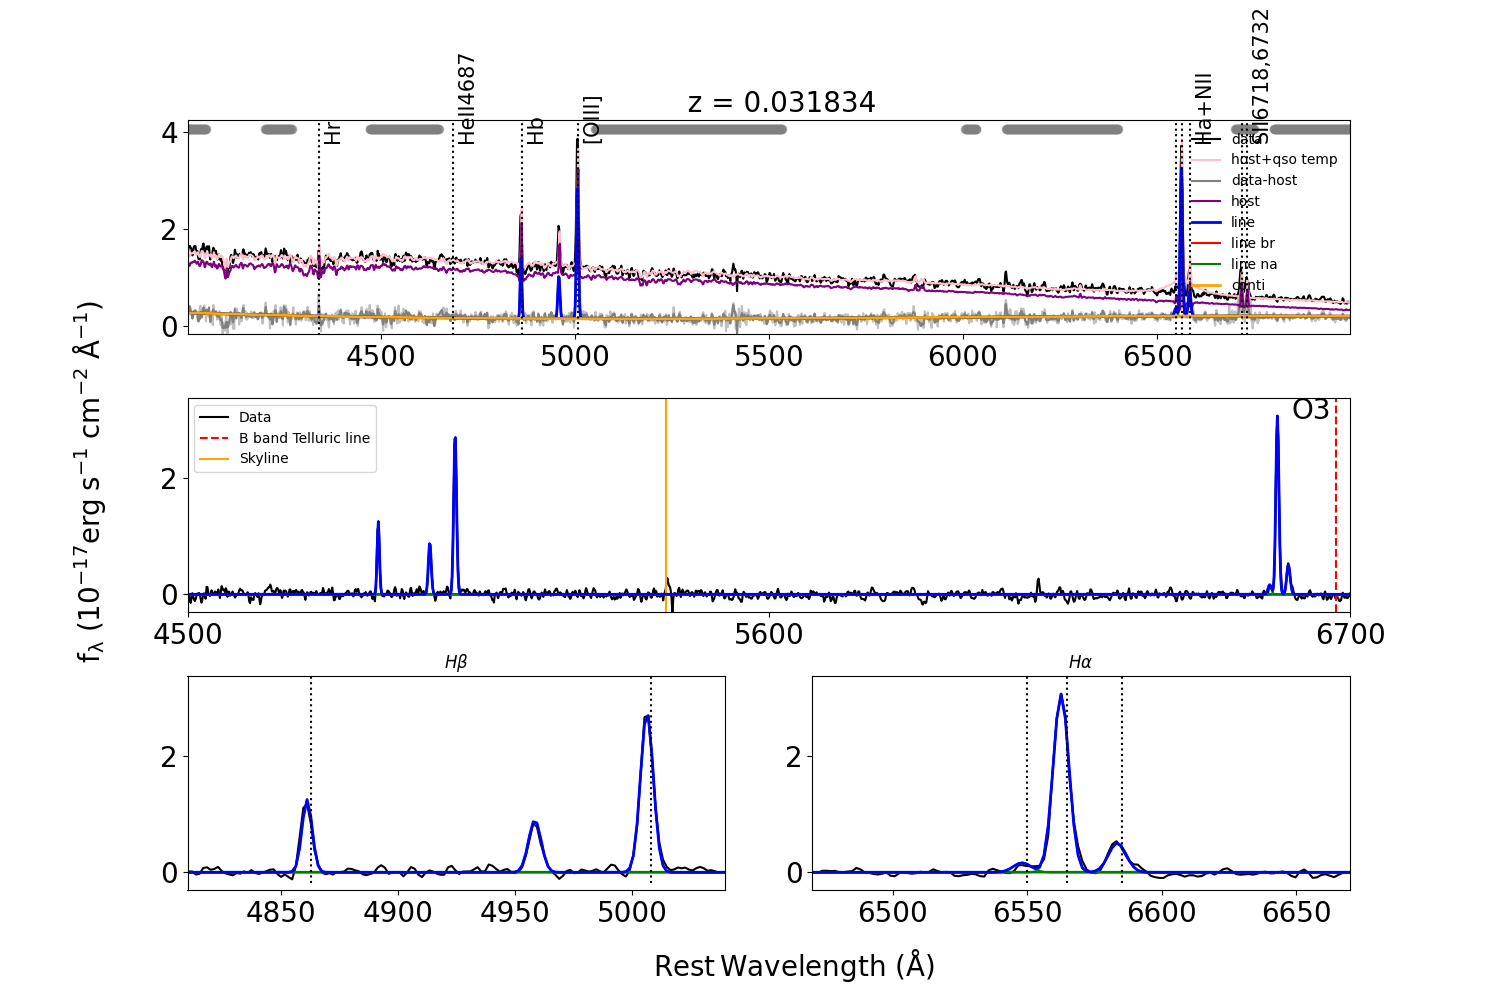 z = 0.031834
Hr
HeII4687
Hb
[OIII]
Ha+NII
SII6718,6732
data
host+qso temp
data-host
host
line
line br
line na
conti
4
2
0
4500
5000
5500
6000
6500
f_λ (10⁻¹⁷erg s⁻¹ cm⁻² Å⁻¹)
Data
B band Telluric line
Skyline
O3
2
0
4500
5600
6700
Hβ
2
0
4850
4900
4950
5000
Hα
2
0
6500
6550
6600
6650
Rest Wavelength (Å)